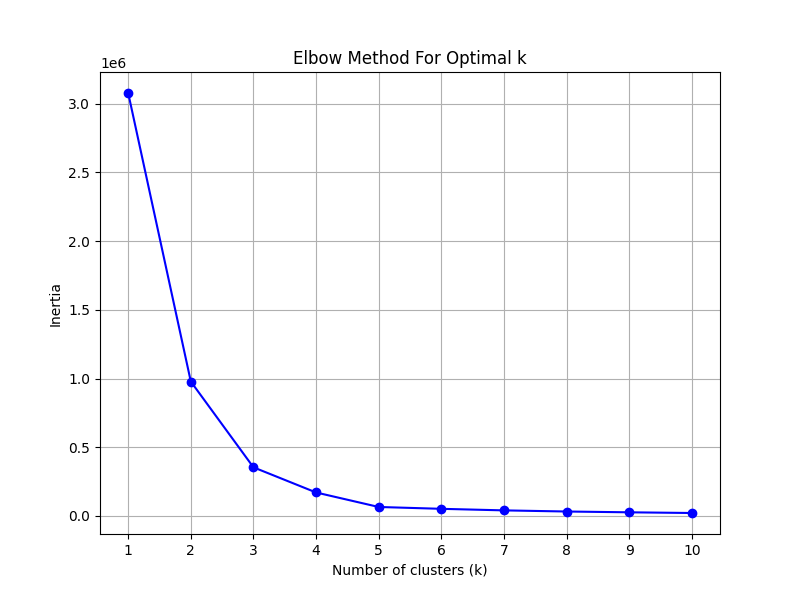 Elbow Method For Optimal k
1e6
3.0
2.5
2.0
1.5
1.0
0.5
0.0
Inertia
1 2 3 4 5 6 7 8 9 10
Number of clusters (k)